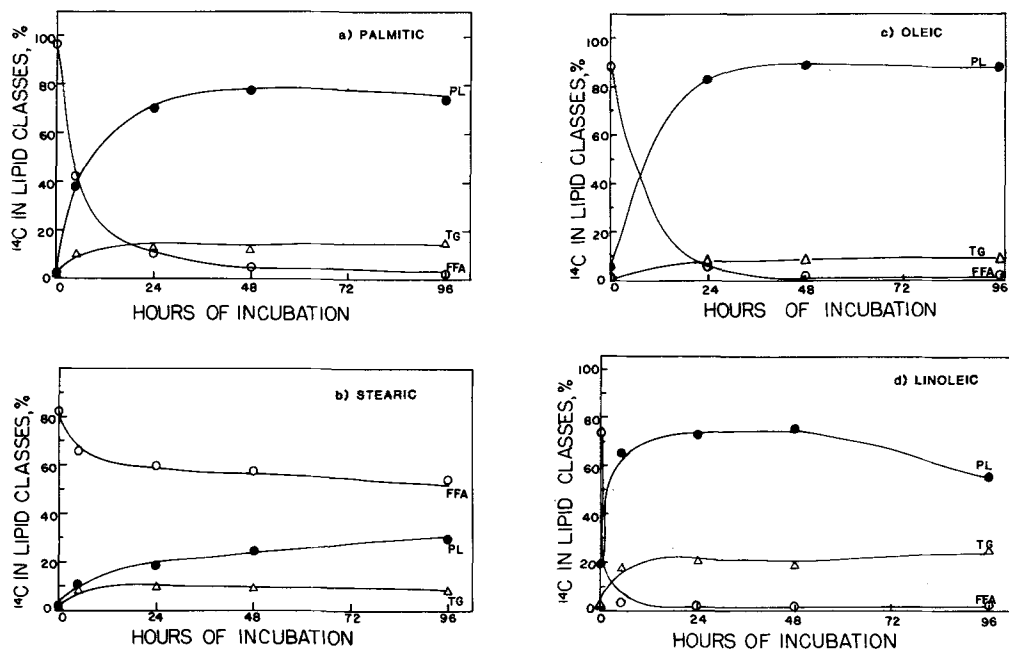 a) PALMITIC
¹⁴C IN LIPID CLASSES, %
100
80
60
40
20
0
PL
TG
FFA
0 24 48 72 96
HOURS OF INCUBATION
c) OLEIC
¹⁴C IN LIPID CLASSES, %
100
80
60
40
20
0
PL
TG
FFA
0 24 48 72 96
HOURS OF INCUBATION
b) STEARIC
¹⁴C IN LIPID CLASSES, %
80
60
40
20
0
FFA
PL
TG
0 24 48 72 96
HOURS OF INCUBATION
d) LINOLEIC
¹⁴C IN LIPID CLASSES, %
100
80
60
40
20
0
PL
TG
FFA
0 24 48 72 96
HOURS OF INCUBATION